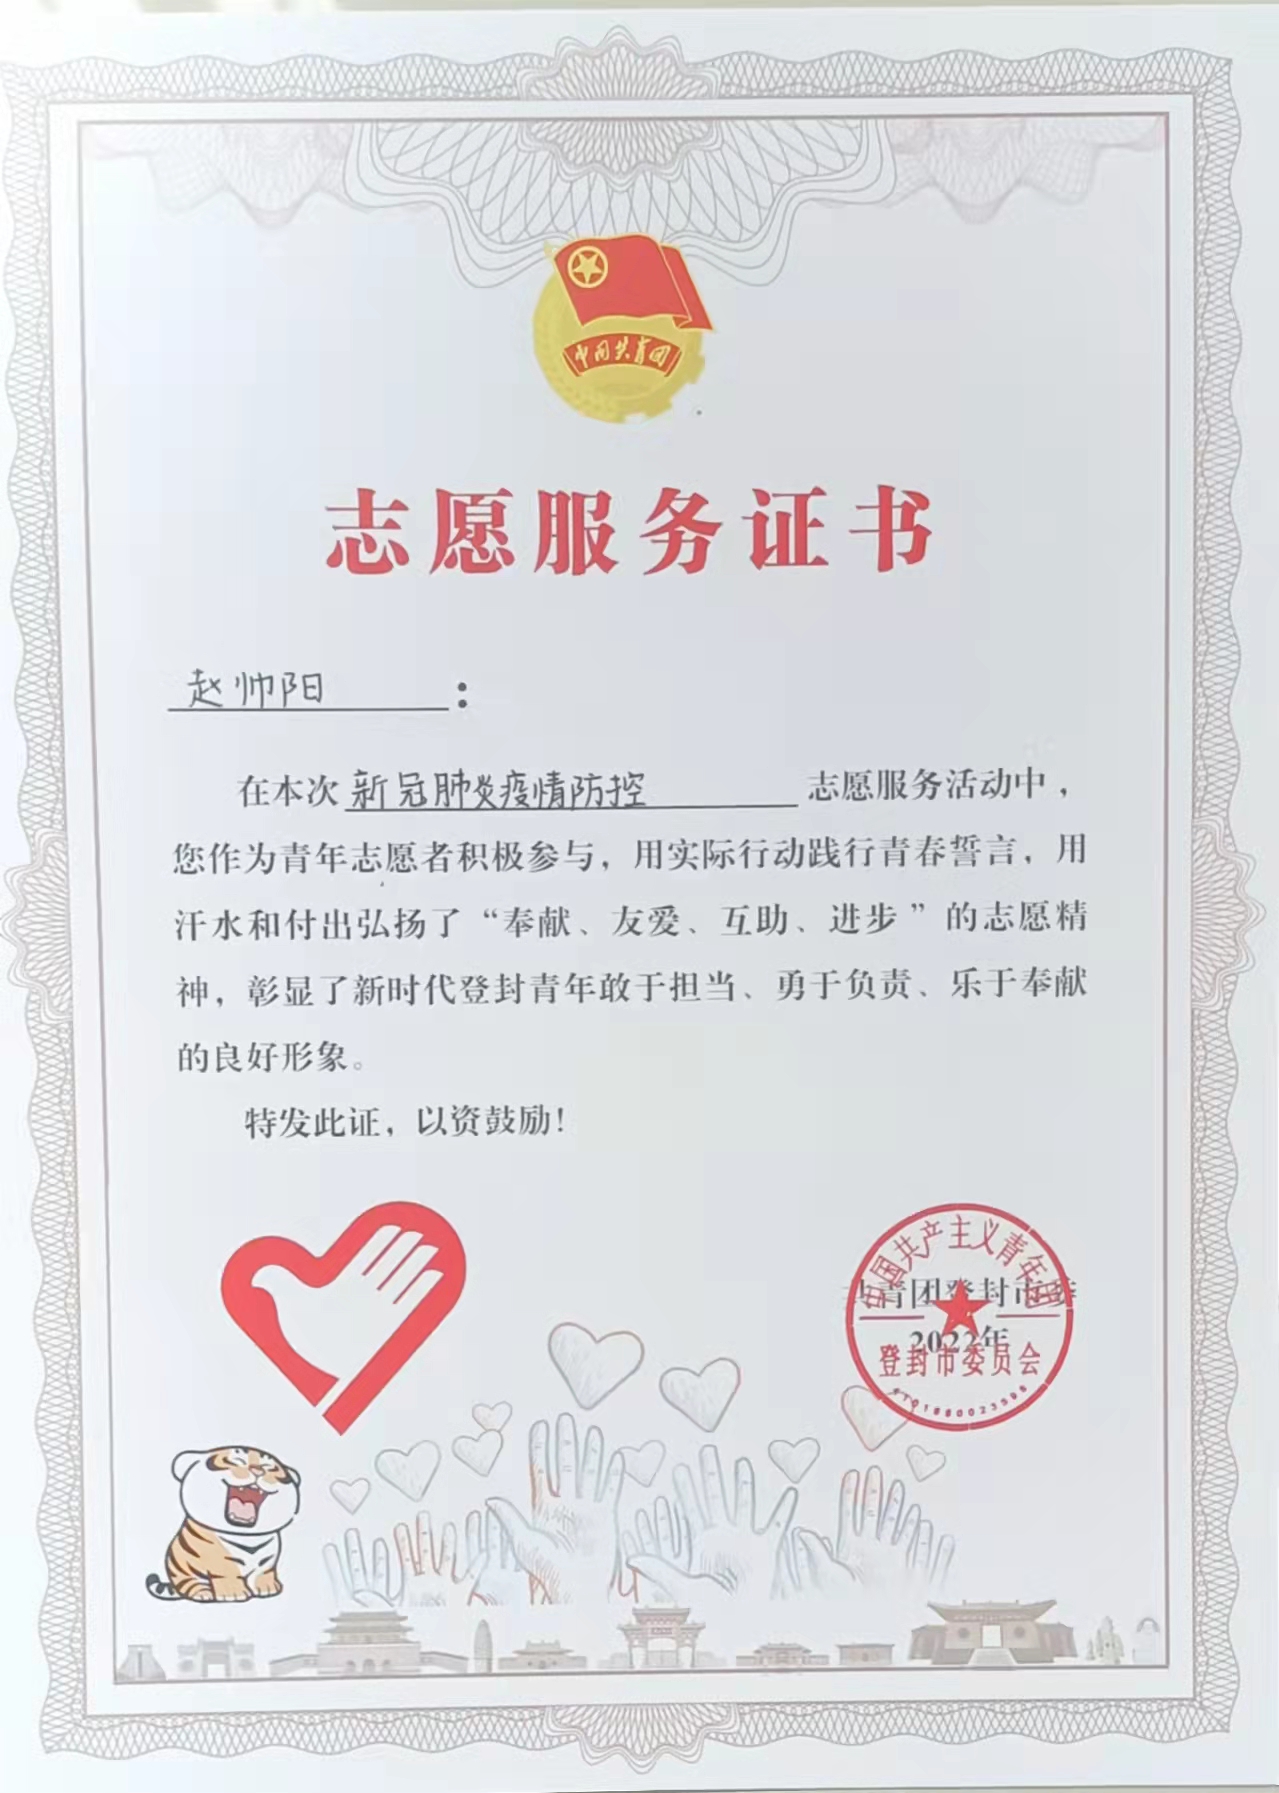 中国共青团
志愿服务证书
赵帅阳：
在本次新冠肺炎疫情防控 志愿服务活动中，
您作为青年志愿者积极参与，用实际行动践行青春誓言，用
汗水和付出弘扬了“奉献、友爱、互助、进步”的志愿精
神，彰显了新时代登封青年敢于担当、勇于负责、乐于奉献
的良好形象。
特发此证，以资鼓励！
中国共产主义青年团
共青团登封市委
2022年
登封市委员会